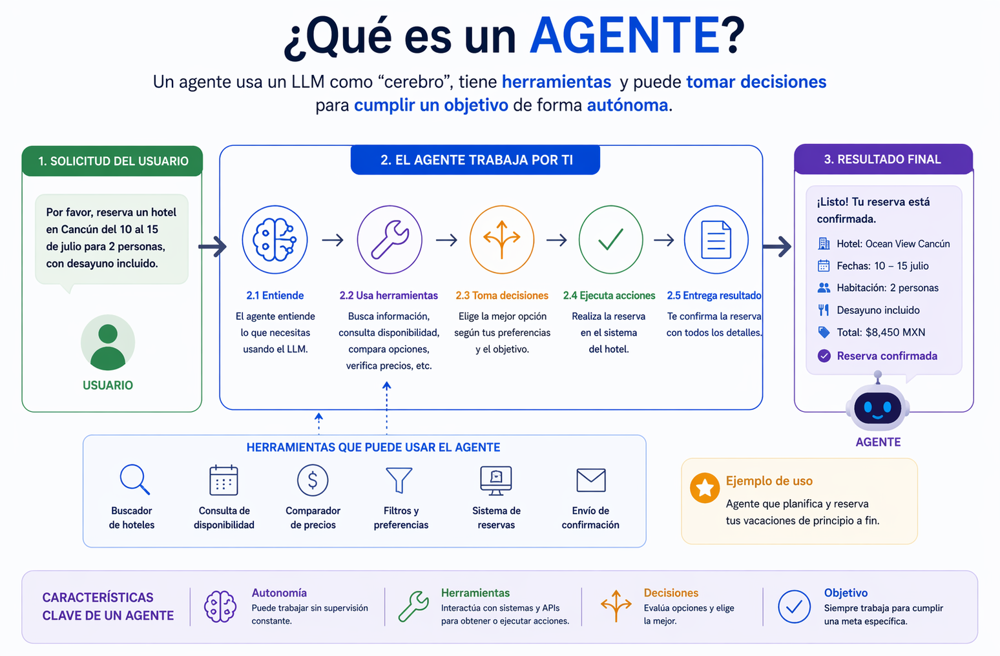 ¿Qué es un AGENTE?
Un agente usa un LLM como “cerebro”, tiene herramientas y puede tomar decisiones
para cumplir un objetivo de forma autónoma.
1. SOLICITUD DEL USUARIO
Por favor, reserva un hotel
en Cancún del 10 al 15
de julio para 2 personas,
con desayuno incluido.
USUARIO
2. EL AGENTE TRABAJA POR TI
2.1 Entiende
El agente entiende
lo que necesitas
usando el LLM.
2.2 Usa herramientas
Busca información,
consulta disponibilidad,
compara opciones,
verifica precios, etc.
2.3 Toma decisiones
Elige la mejor opción
según tus preferencias
y el objetivo.
2.4 Ejecuta acciones
Realiza la reserva
en el sistema
del hotel.
2.5 Entrega resultado
Te confirma la reserva
con todos los detalles.
3. RESULTADO FINAL
¡Listo! Tu reserva está
confirmada.
Hotel: Ocean View Cancún
Fechas: 10 – 15 julio
Habitación: 2 personas
Desayuno incluido
Total: $8,450 MXN
Reserva confirmada
AGENTE
HERRAMIENTAS QUE PUEDE USAR EL AGENTE
Buscador
de hoteles
Consulta de
disponibilidad
$
Comparador
de precios
Filtros y
preferencias
Sistema de
reservas
Envío de
confirmación
Ejemplo de uso
Agente que planifica y reserva
tus vacaciones de principio a fin.
CARACTERÍSTICAS
CLAVE DE UN AGENTE
Autonomía
Puede trabajar sin supervisión
constante.
Herramientas
Interactúa con sistemas y APIs
para obtener o ejecutar acciones.
Decisiones
Evalúa opciones y elige
la mejor.
Objetivo
Siempre trabaja para cumplir
una meta específica.